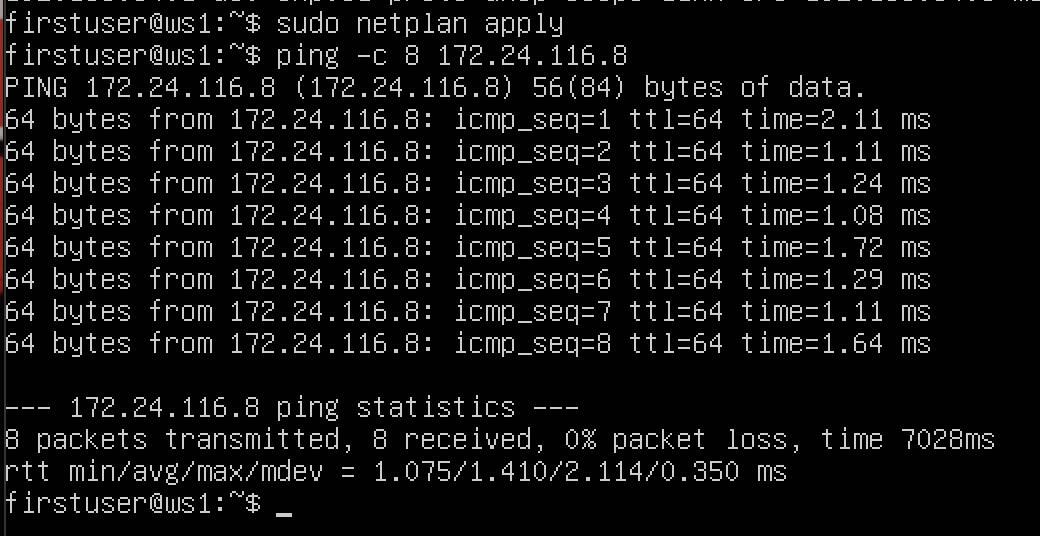 firstuser@ws1:~$ sudo netplan apply
firstuser@ws1:~$ ping -c 8 172.24.116.8
PING 172.24.116.8 (172.24.116.8) 56(84) bytes of data.
64 bytes from 172.24.116.8: icmp_seq=1 ttl=64 time=2.11 ms
64 bytes from 172.24.116.8: icmp_seq=2 ttl=64 time=1.11 ms
64 bytes from 172.24.116.8: icmp_seq=3 ttl=64 time=1.24 ms
64 bytes from 172.24.116.8: icmp_seq=4 ttl=64 time=1.08 ms
64 bytes from 172.24.116.8: icmp_seq=5 ttl=64 time=1.72 ms
64 bytes from 172.24.116.8: icmp_seq=6 ttl=64 time=1.29 ms
64 bytes from 172.24.116.8: icmp_seq=7 ttl=64 time=1.11 ms
64 bytes from 172.24.116.8: icmp_seq=8 ttl=64 time=1.64 ms

--- 172.24.116.8 ping statistics ---
8 packets transmitted, 8 received, 0% packet loss, time 7028ms
rtt min/avg/max/mdev = 1.075/1.410/2.114/0.350 ms
firstuser@ws1:~$ _